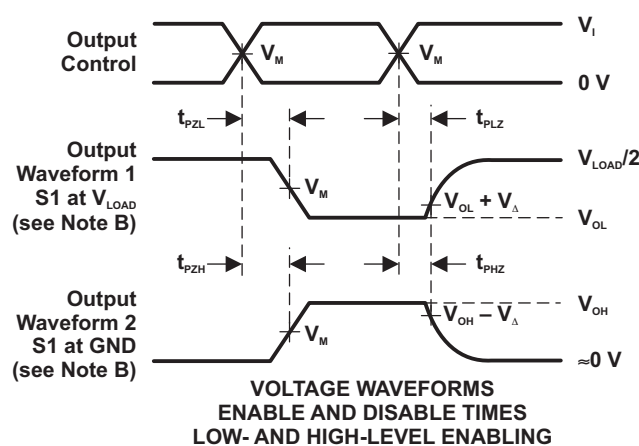 Output
Control
V_M
V_M
V_I
0 V
t_PZL
t_PLZ
Output
Waveform 1
S1 at V_LOAD
(see Note B)
V_M
V_LOAD/2
V_OL + V_Δ
V_OL
t_PZH
t_PHZ
Output
Waveform 2
S1 at GND
(see Note B)
V_M
V_OH
V_OH – V_Δ
≈0 V
VOLTAGE WAVEFORMS
ENABLE AND DISABLE TIMES
LOW- AND HIGH-LEVEL ENABLING